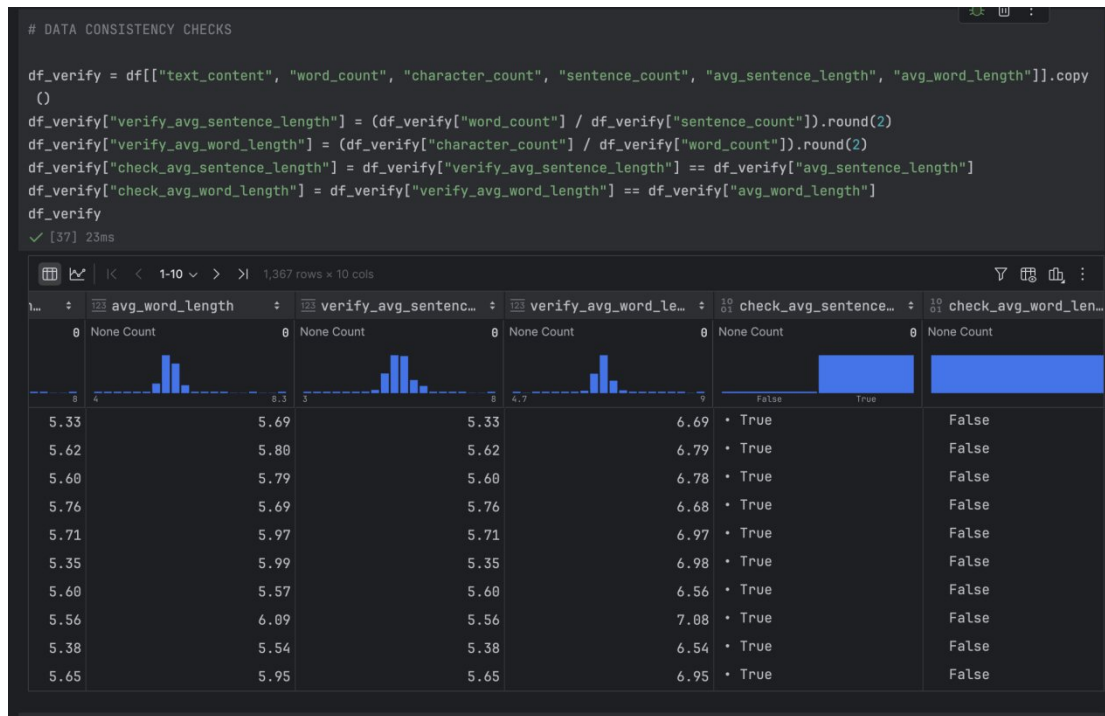 # DATA CONSISTENCY CHECKS
df_verify = df[["text_content", "word_count", "character_count", "sentence_count", "avg_sentence_length", "avg_word_length"]].copy
()
df_verify["verify_avg_sentence_length"] = (df_verify["word_count"] / df_verify["sentence_count"]).round(2)
df_verify["verify_avg_word_length"] = (df_verify["character_count"] / df_verify["word_count"]).round(2)
df_verify["check_avg_sentence_length"] = df_verify["verify_avg_sentence_length"] == df_verify["avg_sentence_length"]
df_verify["check_avg_word_length"] = df_verify["verify_avg_word_length"] == df_verify["avg_word_length"]
df_verify
✓ [37] 23ms
1-10 1,367 rows × 10 cols
avg_word_length verify_avg_sentenc… verify_avg_word_le… check_avg_sentence… check_avg_word_len…
0 None Count 0 None Count 0 None Count 0 None Count 0 None Count
8 4 8.3 3 8 4.7 9 False True
5.33 5.69 5.33 6.69 • True False
5.62 5.80 5.62 6.79 • True False
5.60 5.79 5.60 6.78 • True False
5.76 5.69 5.76 6.68 • True False
5.71 5.97 5.71 6.97 • True False
5.35 5.99 5.35 6.98 • True False
5.60 5.57 5.60 6.56 • True False
5.56 6.09 5.56 7.08 • True False
5.38 5.54 5.38 6.54 • True False
5.65 5.95 5.65 6.95 • True False